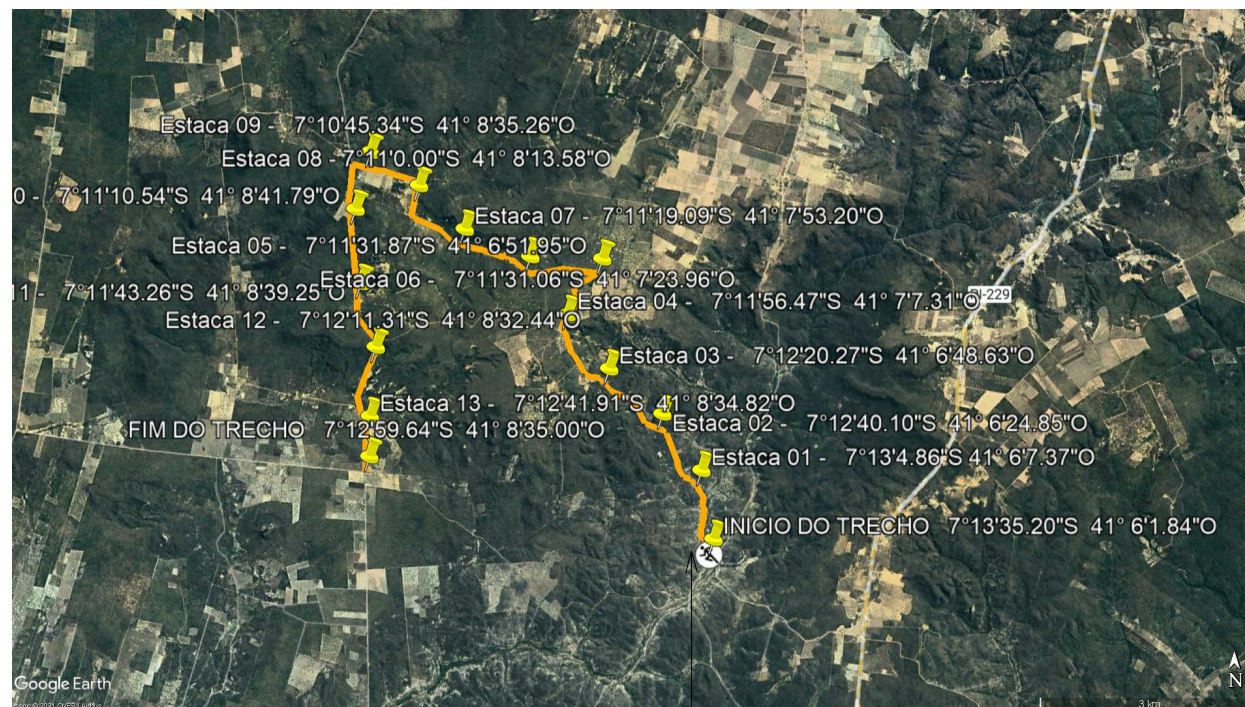 Estaca 09 - 7°10'45.34"S 41° 8'35.26"O
Estaca 08 - 7°11'0.00"S 41° 8'13.58"O
0 - 7°11'10.54"S 41° 8'41.79"O
Estaca 07 - 7°11'19.09"S 41° 7'53.20"O
Estaca 05 - 7°11'31.87"S 41° 6'51.95"O
Estaca 06 - 7°11'31.06"S 41° 7'23.96"O
11 - 7°11'43.26"S 41° 8'39.25"O
Estaca 04 - 7°11'56.47"S 41° 7'7.31"O
PI-229
Estaca 12 - 7°12'11.31"S 41° 8'32.44"O
Estaca 03 - 7°12'20.27"S 41° 6'48.63"O
Estaca 13 - 7°12'41.91"S 41° 8'34.82"O
Estaca 02 - 7°12'40.10"S 41° 6'24.85"O
FIM DO TRECHO 7°12'59.64"S 41° 8'35.00"O
Estaca 01 - 7°13'4.86"S 41° 6'7.37"O
INICIO DO TRECHO 7°13'35.20"S 41° 6'1.84"O
Google Earth
N
3 km